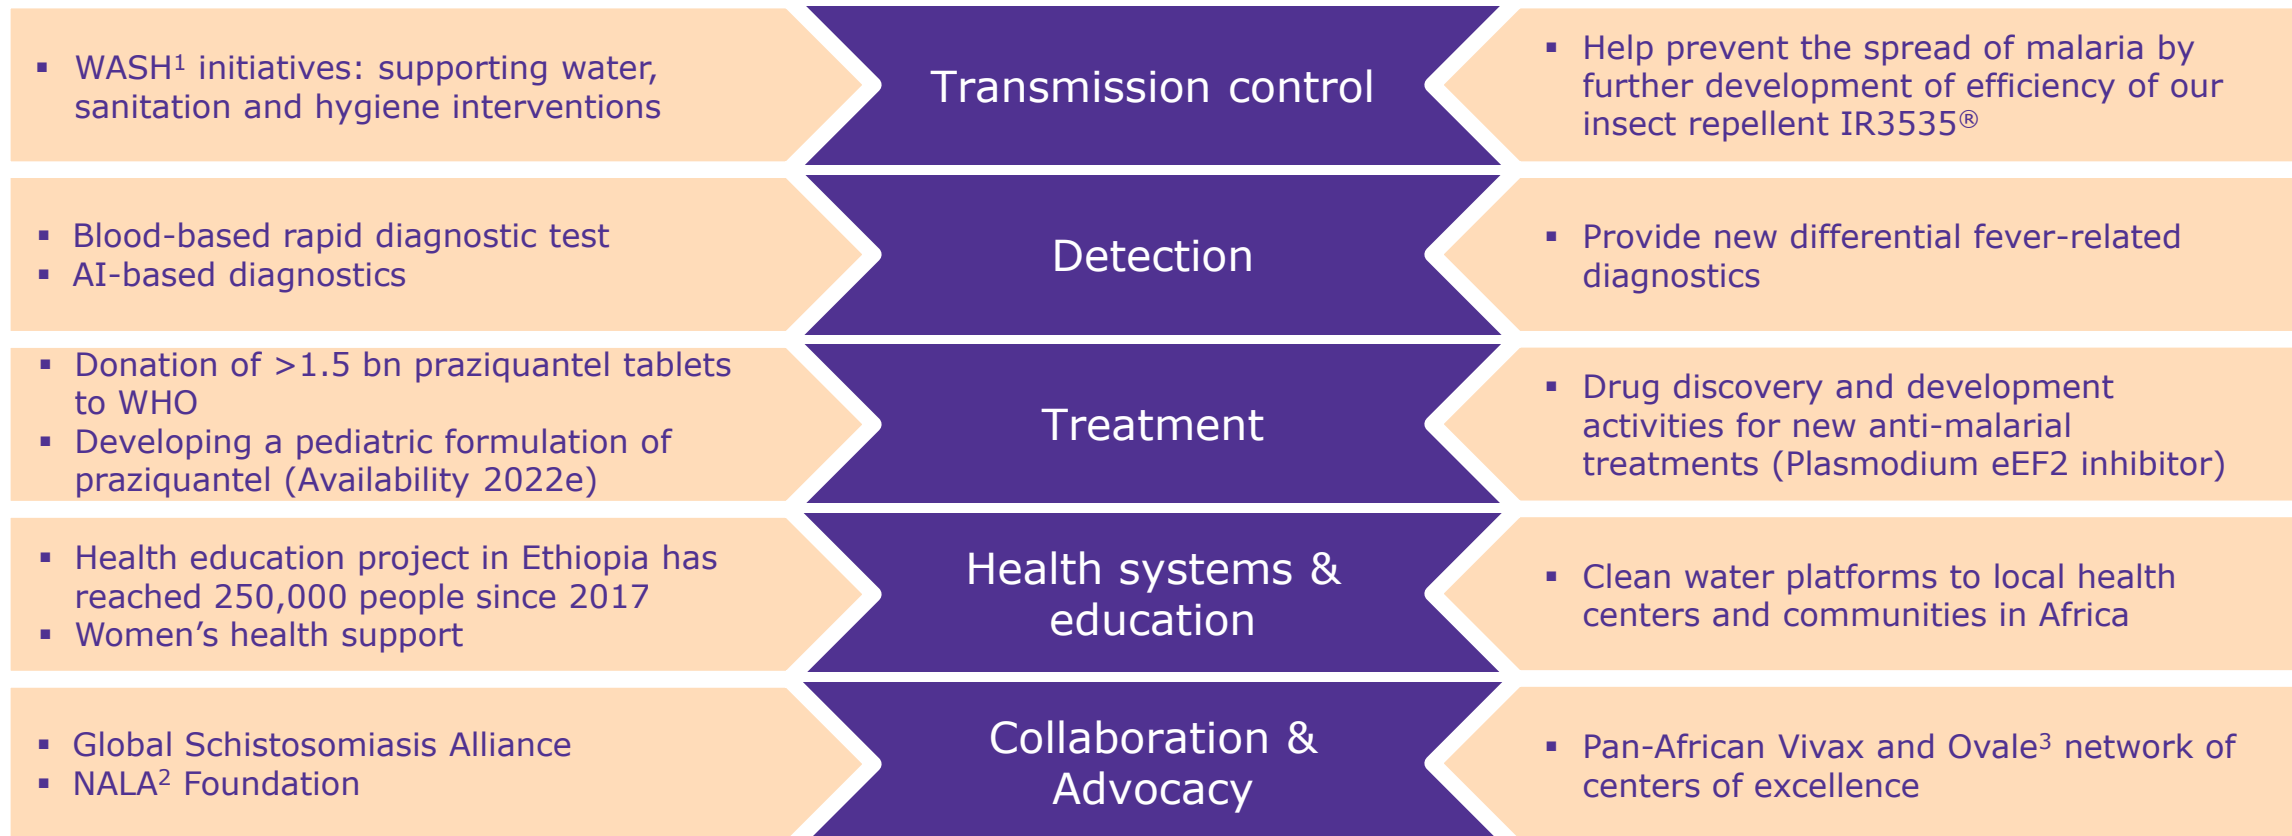 ▪ WASH¹ initiatives: supporting water,
sanitation and hygiene interventions
Transmission control
▪ Help prevent the spread of malaria by
further development of efficiency of our
insect repellent IR3535®
▪ Blood-based rapid diagnostic test
▪ AI-based diagnostics
Detection
▪ Provide new differential fever-related
diagnostics
▪ Donation of >1.5 bn praziquantel tablets
to WHO
▪ Developing a pediatric formulation of
praziquantel (Availability 2022e)
Treatment
▪ Drug discovery and development
activities for new anti-malarial
treatments (Plasmodium eEF2 inhibitor)
▪ Health education project in Ethiopia has
reached 250,000 people since 2017
▪ Women’s health support
Health systems &
education
▪ Clean water platforms to local health
centers and communities in Africa
▪ Global Schistosomiasis Alliance
▪ NALA² Foundation
Collaboration &
Advocacy
▪ Pan-African Vivax and Ovale³ network of
centers of excellence